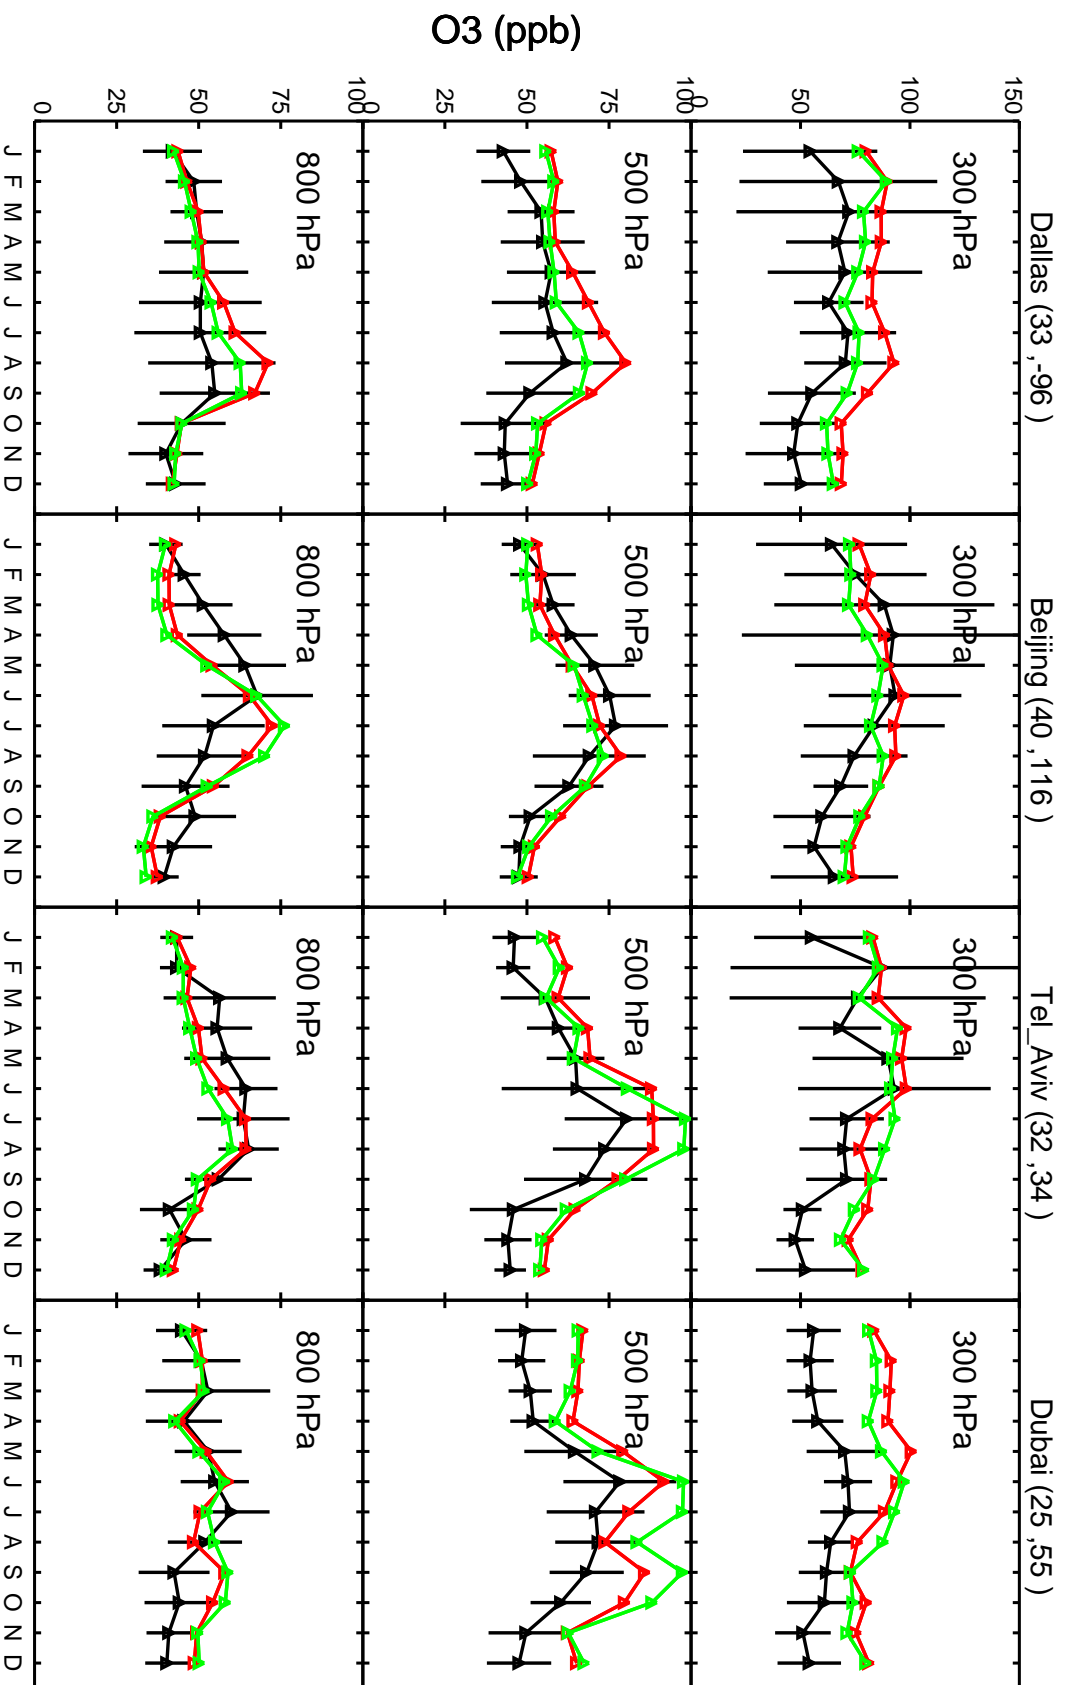 Dallas (33 ,-96 ) Beijing (40 ,116 ) Tel_Aviv (32 ,34 ) Dubai (25 ,55 )
O3 (ppb)
150
300 hPa 300 hPa 300 hPa 300 hPa
100
50
0
100
500 hPa 500 hPa 500 hPa 500 hPa
75
50
25
0
100
800 hPa 800 hPa 800 hPa 800 hPa
75
50
25
0
J F M A M J J A S O N D J F M A M J J A S O N D J F M A M J J A S O N D J F M A M J J A S O N D